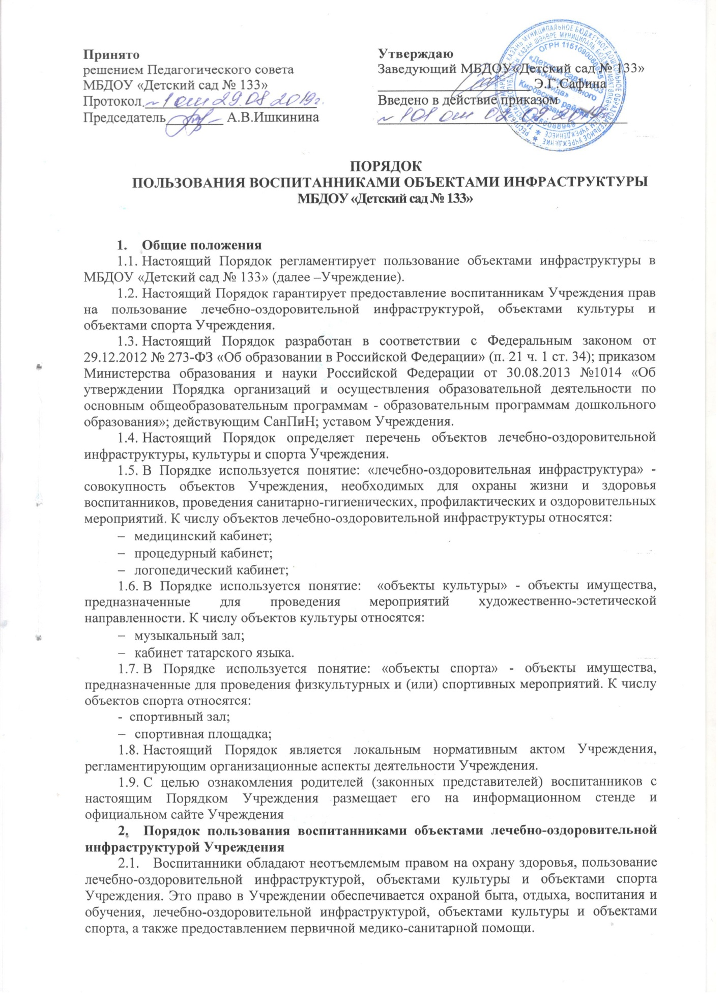 Принято
решением Педагогического совета
МБДОУ «Детский сад № 133»
Протокол. №1 от 29.08.2019г.
Председатель________ А.В.Ишкинина
Утверждаю
Заведующий МБДОУ«Детский сад № 133»
Э.Г.Сафина
Введено в действие приказом
№101 от 02.09.2019г
ОГРН 1151690086635
«Детский сад № 133
комбинированного
вида»
Кировского района
г. Казани
1656088949
ПОРЯДОК
ПОЛЬЗОВАНИЯ ВОСПИТАННИКАМИ ОБЪЕКТАМИ ИНФРАСТРУКТУРЫ
МБДОУ «Детский сад № 133»
1. Общие положения
1.1. Настоящий Порядок регламентирует пользование объектами инфраструктуры в
МБДОУ «Детский сад № 133» (далее –Учреждение).
1.2. Настоящий Порядок гарантирует предоставление воспитанникам Учреждения прав
на пользование лечебно-оздоровительной инфраструктурой, объектами культуры и
объектами спорта Учреждения.
1.3. Настоящий Порядок разработан в соответствии с Федеральным законом от
29.12.2012 № 273-ФЗ «Об образовании в Российской Федерации» (п. 21 ч. 1 ст. 34); приказом
Министерства образования и науки Российской Федерации от 30.08.2013 №1014 «Об
утверждении Порядка организаций и осуществления образовательной деятельности по
основным общеобразовательным программам - образовательным программам дошкольного
образования»; действующим СанПиН; уставом Учреждения.
1.4. Настоящий Порядок определяет перечень объектов лечебно-оздоровительной
инфраструктуры, культуры и спорта Учреждения.
1.5. В Порядке используется понятие: «лечебно-оздоровительная инфраструктура» -
совокупность объектов Учреждения, необходимых для охраны жизни и здоровья
воспитанников, проведения санитарно-гигиенических, профилактических и оздоровительных
мероприятий. К числу объектов лечебно-оздоровительной инфраструктуры относятся:
– медицинский кабинет;
– процедурный кабинет;
– логопедический кабинет;
1.6. В Порядке используется понятие: «объекты культуры» - объекты имущества,
предназначенные для проведения мероприятий художественно-эстетической
направленности. К числу объектов культуры относятся:
– музыкальный зал;
– кабинет татарского языка.
1.7. В Порядке используется понятие: «объекты спорта» - объекты имущества,
предназначенные для проведения физкультурных и (или) спортивных мероприятий. К числу
объектов спорта относятся:
- спортивный зал;
– спортивная площадка;
1.8. Настоящий Порядок является локальным нормативным актом Учреждения,
регламентирующим организационные аспекты деятельности Учреждения.
1.9. С целью ознакомления родителей (законных представителей) воспитанников с
настоящим Порядком Учреждения размещает его на информационном стенде и
официальном сайте Учреждения
2. Порядок пользования воспитанниками объектами лечебно-оздоровительной
инфраструктурой Учреждения
2.1. Воспитанники обладают неотъемлемым правом на охрану здоровья, пользование
лечебно-оздоровительной инфраструктурой, объектами культуры и объектами спорта
Учреждения. Это право в Учреждении обеспечивается охраной быта, отдыха, воспитания и
обучения, лечебно-оздоровительной инфраструктурой, объектами культуры и объектами
спорта, а также предоставлением первичной медико-санитарной помощи.